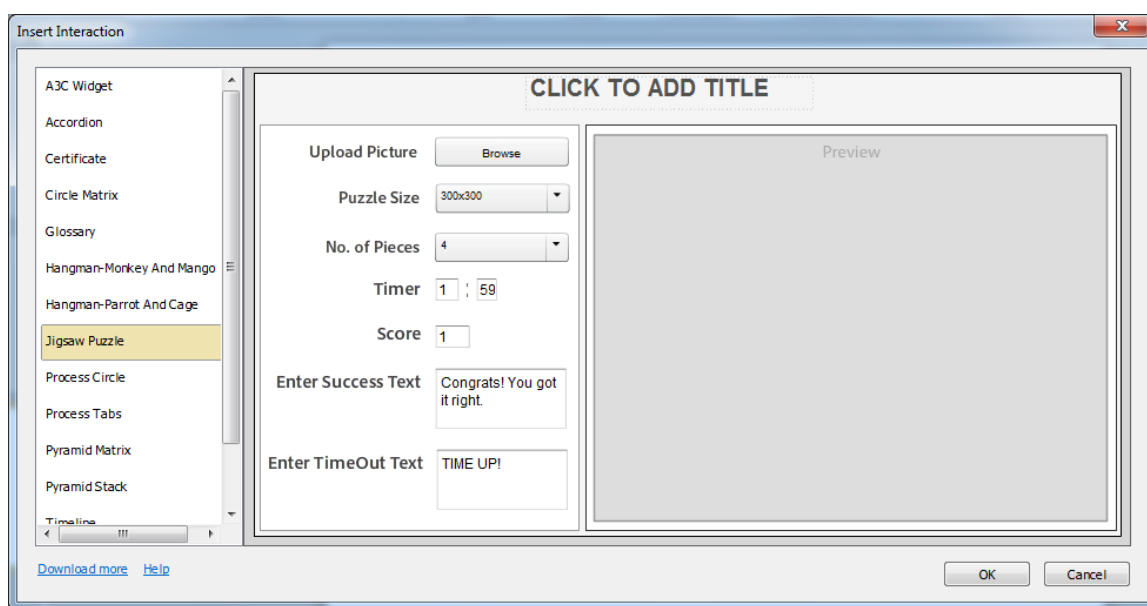 Insert Interaction
A3C Widget
Accordion
Certificate
Circle Matrix
Glossary
Hangman-Monkey And Mango
Hangman-Parrot And Cage
Jigsaw Puzzle
Process Circle
Process Tabs
Pyramid Matrix
Pyramid Stack
Timeline
Download more Help
CLICK TO ADD TITLE
Upload Picture Browse
Puzzle Size 300x300
No. of Pieces 4
Timer 1 : 59
Score 1
Enter Success Text Congrats! You got
it right.
Enter TimeOut Text TIME UP!
Preview
OK Cancel